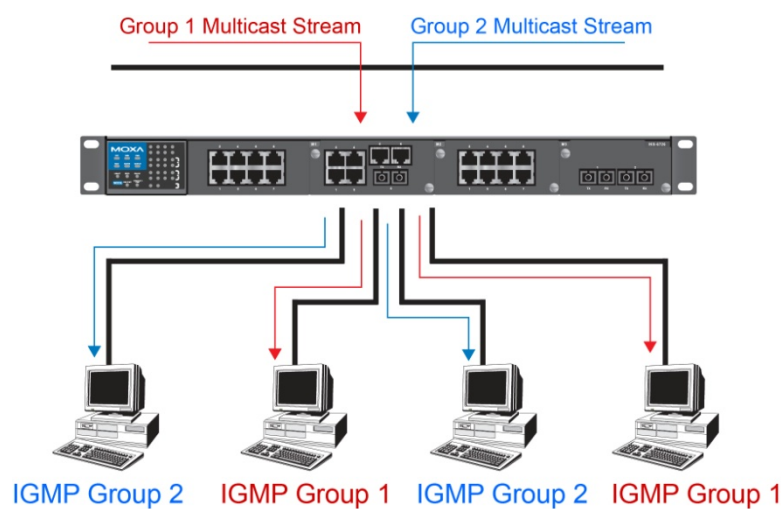 Group 1 Multicast Stream
Group 2 Multicast Stream
MOXA
IGMP Group 2
IGMP Group 1
IGMP Group 2
IGMP Group 1